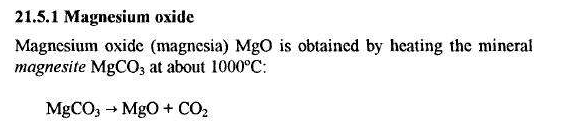 21.5.1 Magnesium oxide
Magnesium oxide (magnesia) MgO is obtained by heating the mineral
magnesite MgCO₃ at about 1000°C:
MgCO₃ → MgO + CO₂